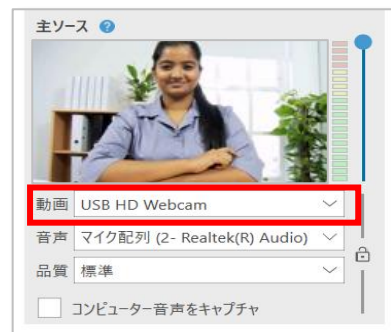 主ソース ?
動画 USB HD Webcam
音声 マイク配列 (2- Realtek(R) Audio)
品質 標準
コンピューター音声をキャプチャ